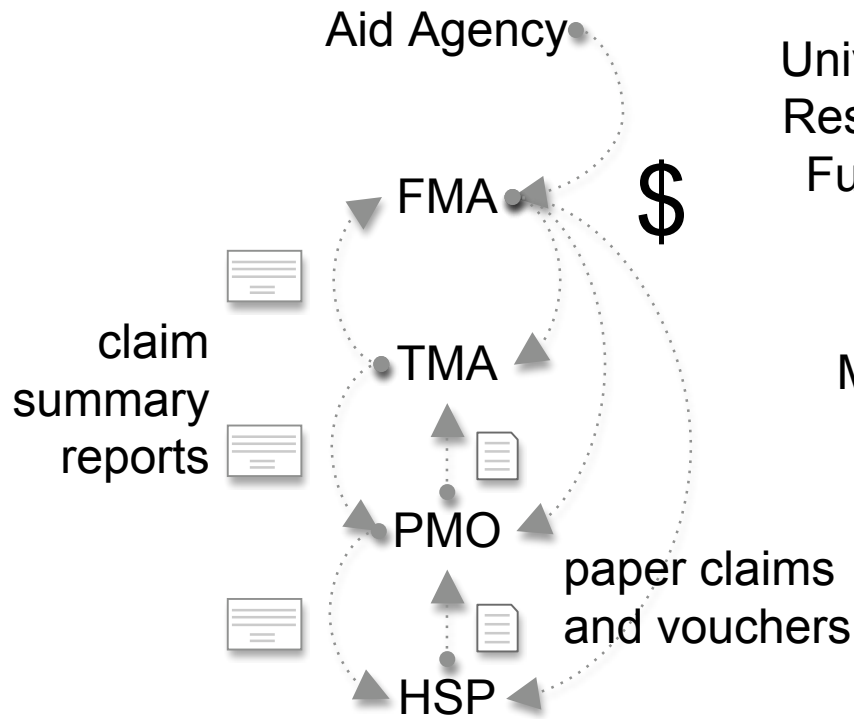 Aid Agency
FMA
$
claim
summary
reports
TMA
PMO
paper claims
and vouchers
HSP